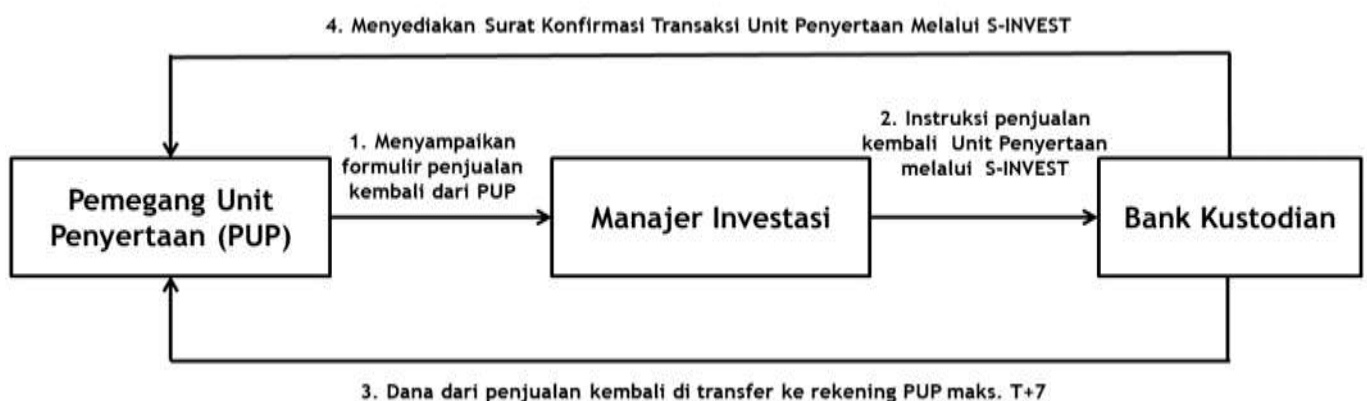 4. Menyediakan Surat Konfirmasi Transaksi Unit Penyertaan Melalui S-INVEST
1. Menyampaikan
formulir penjualan
kembali dari PUP
2. Instruksi penjualan
kembali Unit Penyertaan
melalui S-INVEST
Pemegang Unit
Penyertaan (PUP)
Manajer Investasi
Bank Kustodian
3. Dana dari penjualan kembali di transfer ke rekening PUP maks. T+7